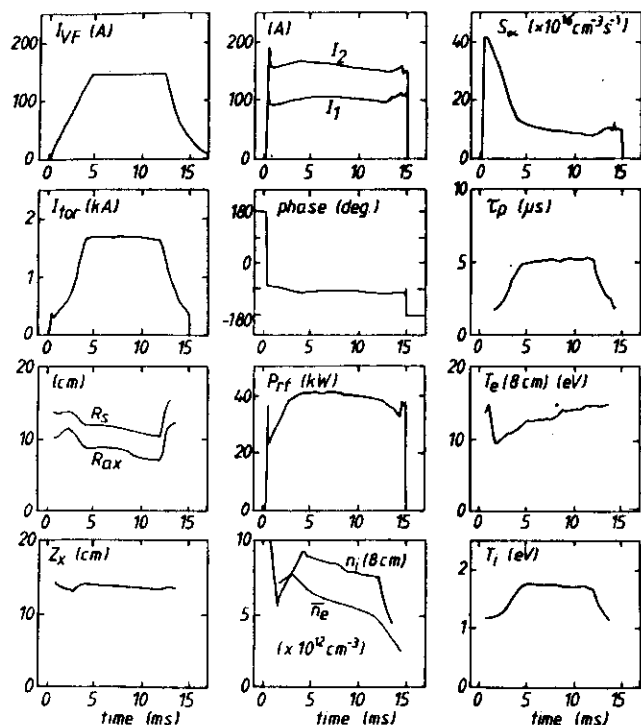 I_VF (A)
200
100
0
0 5 10 15
(A)
I_2
I_1
200
100
0
0 5 10 15
(×10^16 cm^-3 s^-1)
40
20
0
0 5 10 15
I_tor (kA)
2
1
0
0 5 10 15
phase (deg.)
180
0
-180
0 5 10 15
τ_p (μs)
10
5
0
0 5 10 15
(cm)
R_s
R_ax
20
10
0
0 5 10 15
P_rf (kW)
40
20
0
0 5 10 15
T_e (8 cm) (eV)
20
10
0
0 5 10 15
Z_x (cm)
20
10
0
0 5 10 15
time (ms)
n_i (8cm)
n̄_e
(×10^12 cm^-3)
10
5
0
0 5 10 15
time (ms)
T_i (eV)
2
1
0
0 5 10 15
time (ms)